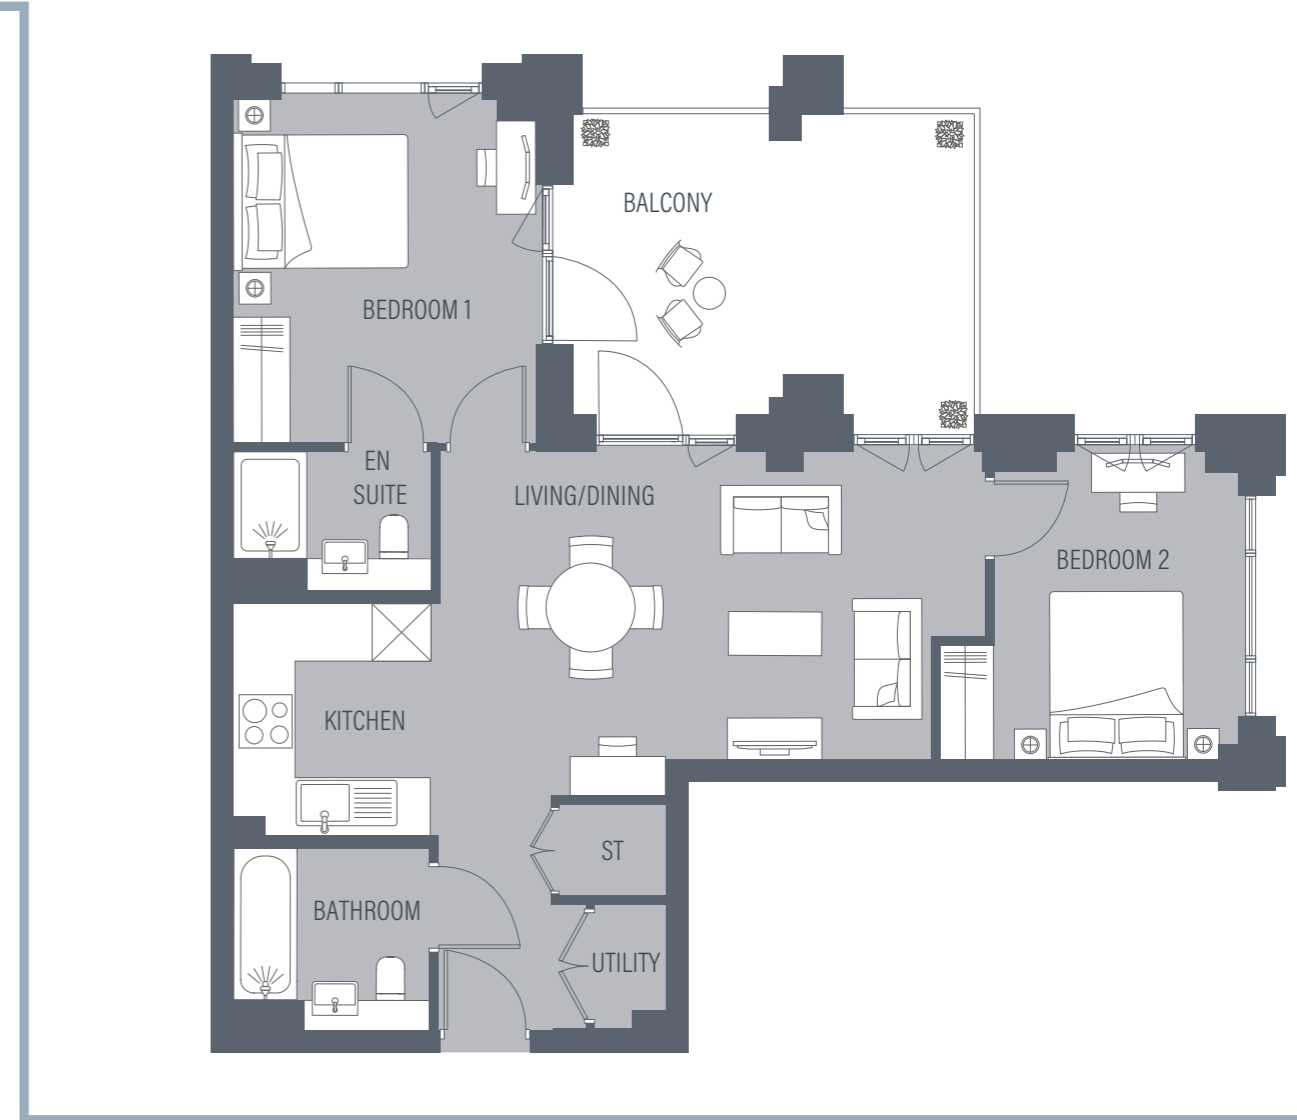 BALCONY
BEDROOM 1
EN
SUITE
LIVING/DINING
BEDROOM 2
KITCHEN
ST
BATHROOM
UTILITY